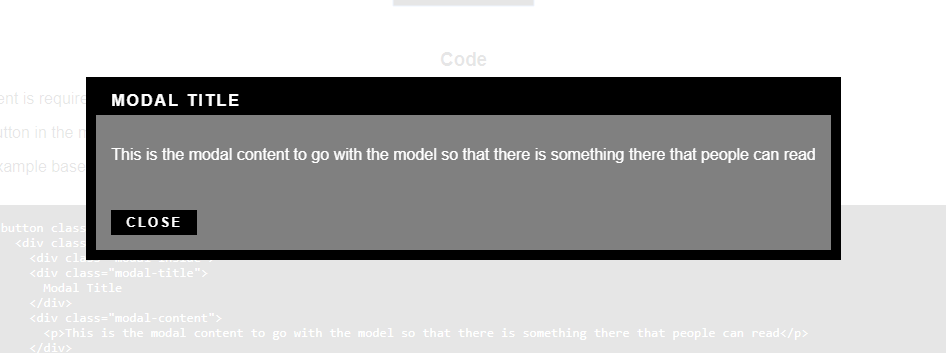 Code
ent is require
MODAL TITLE
utton in the
This is the modal content to go with the model so that there is something there that people can read
xample base
CLOSE
button class
<div class
<div
<div class="modal-title">
Modal Title
</div>
<div class="modal-content">
<p>This is the modal content to go with the model so that there is something there that people can read</p>
</div>